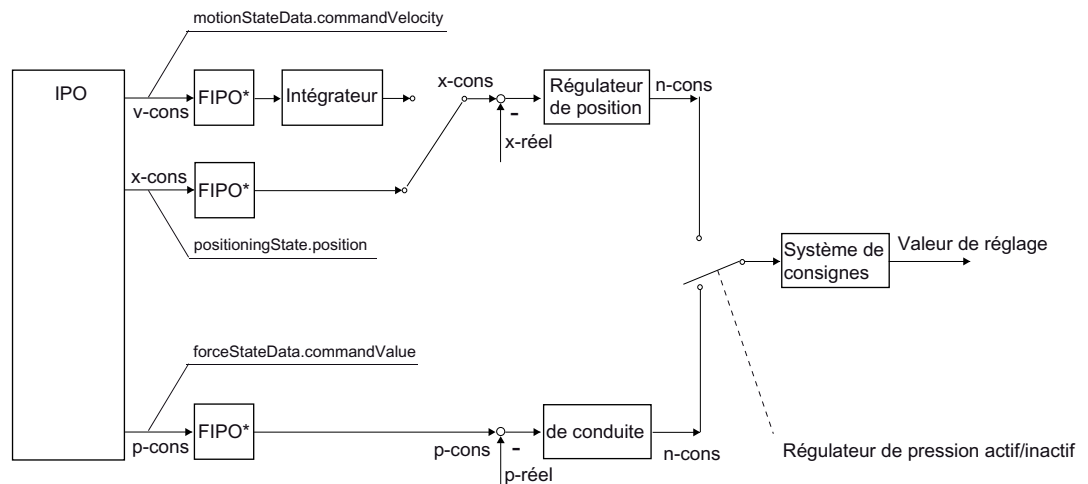 motionStateData.commandVelocity
IPO
v-cons
FIPO*
Intégrateur
x-cons
-
x-réel
Régulateur
de position
n-cons
x-cons
FIPO*
positioningState.position
Système de
consignes
Valeur de réglage
forceStateData.commandValue
p-cons
FIPO*
p-cons
-
p-réel
de conduite
n-cons
Régulateur de pression actif/inactif